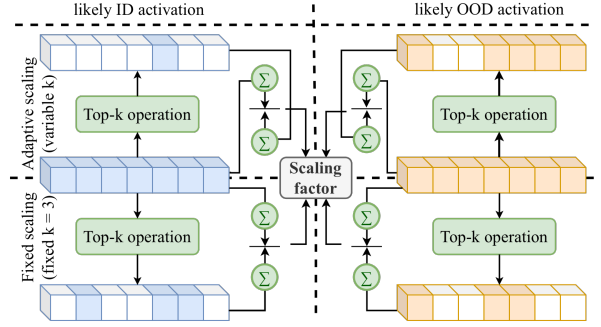 likely ID activation
likely OOD activation
Adaptive scaling
(variable k)
Σ
Σ
Top-k operation
Σ
Σ
Top-k operation
Scaling
factor
Fixed scaling
(fixed k = 3)
Top-k operation
Σ
Σ
Top-k operation
Σ
Σ